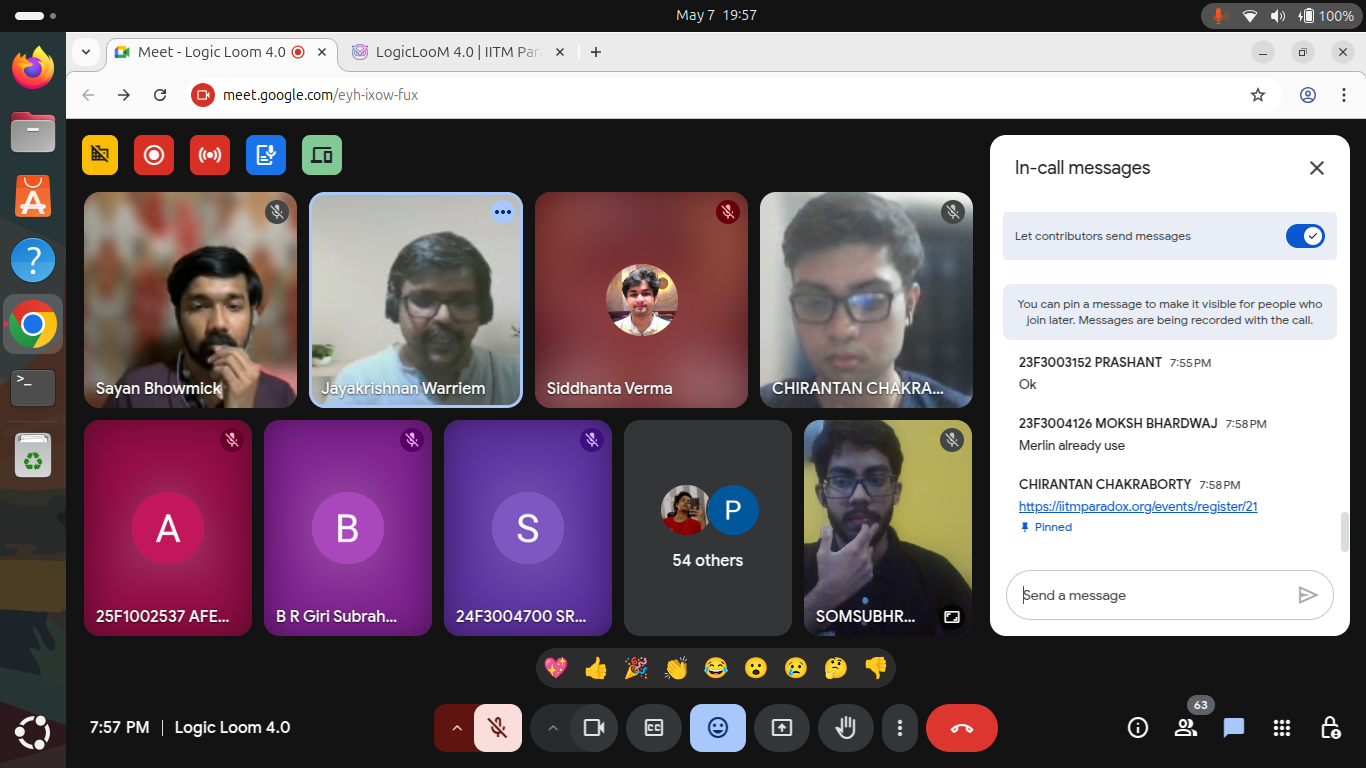 May 7 19:57
100%
Meet - Logic Loom 4.0
LogicLooM 4.0 | IITM Para
meet.google.com/eyh-ixow-fux
Sayan Bhowmick
Jayakrishnan Warriem
Siddhanta Verma
CHIRANTAN CHAKRA...
A
25F1002537 AFE...
B
B R Giri Subrah...
S
24F3004700 SR...
P
54 others
SOMSUBHR...
In-call messages
Let contributors send messages
You can pin a message to make it visible for people who
join later. Messages are being recorded with the call.
23F3003152 PRASHANT 7:55 PM
Ok
23F3004126 MOKSH BHARDWAJ 7:58 PM
Merlin already use
CHIRANTAN CHAKRABORTY 7:58 PM
https://iitmparadox.org/events/register/21
Pinned
Send a message
7:57 PM | Logic Loom 4.0
63